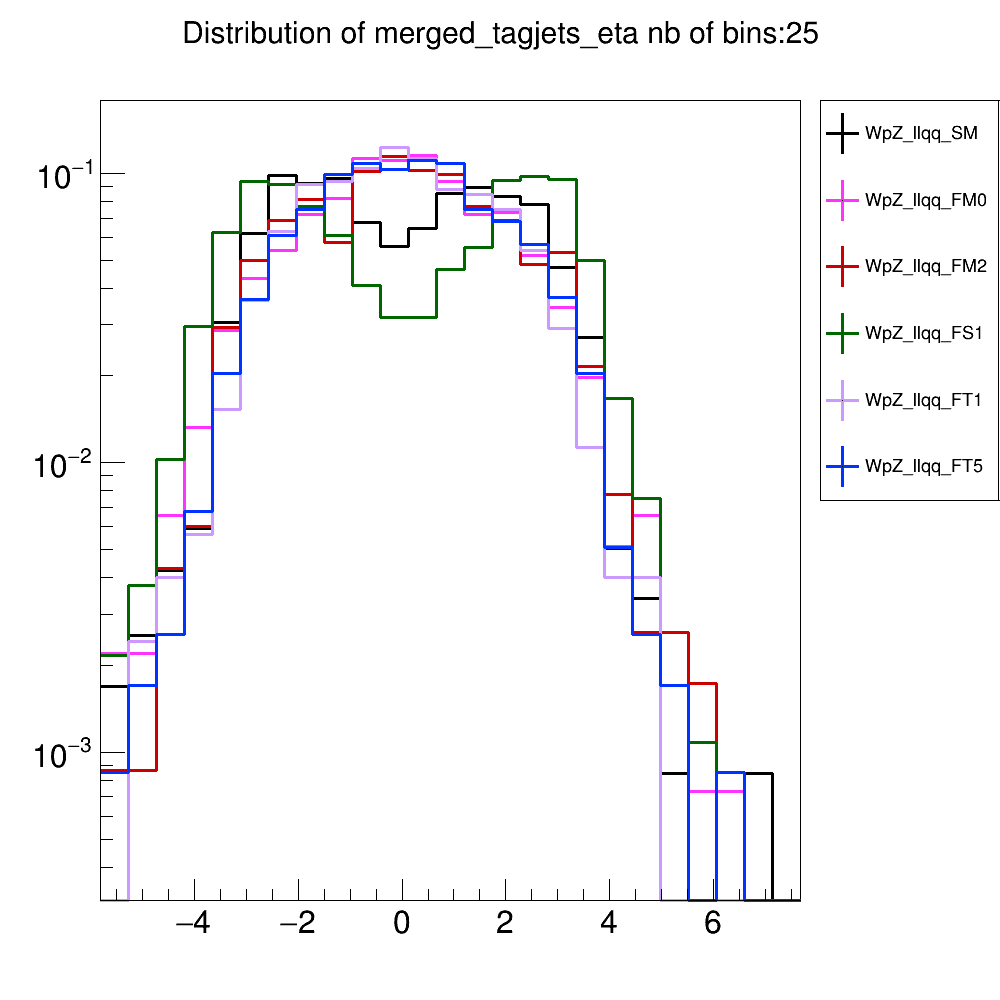 Distribution of merged_tagjets_eta nb of bins:25
10⁻¹
10⁻²
10⁻³
−4 −2 0 2 4 6
WpZ_llqq_SM
WpZ_llqq_FM0
WpZ_llqq_FM2
WpZ_llqq_FS1
WpZ_llqq_FT1
WpZ_llqq_FT5